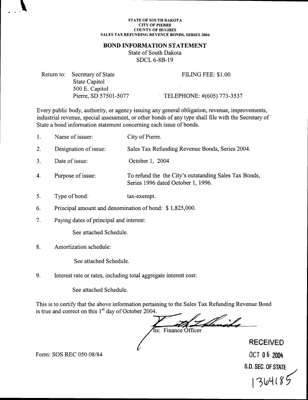 STATE OF SOUTH DAKOTA
CITY OF PIERRE
COUNTY OF HUGHES
SALES TAX REFUNDING REVENUE BONDS, SERIES 2004
BOND INFORMATION STATEMENT
State of South Dakota
SDCL 6-8B-19
Return to: Secretary of State FILING FEE: $1.00
State Capitol
500 E. Capitol
Pierre, SD 57501-5077 TELEPHONE: #(605) 773-3537
Every public body, authority, or agency issuing any general obligation, revenue, improvements,
industrial revenue, special assessment, or other bonds of any type shall file with the Secretary of
State a bond information statement concerning each issue of bonds.
1. Name of issuer: City of Pierre.
2. Designation of issue: Sales Tax Refunding Revenue Bonds, Series 2004.
3. Date of issue: October 1, 2004
4. Purpose of issue: To refund the the City's outstanding Sales Tax Bonds,
Series 1996 dated October 1, 1996.
5. Type of bond: tax-exempt.
6. Principal amount and denomination of bond: $ 1,825,000.
7. Paying dates of principal and interest:
See attached Schedule.
8. Amortization schedule:
See attached Schedule.
9. Interest rate or rates, including total aggregate interest cost:
See attached Schedule.
This is to certify that the above information pertaining to the Sales Tax Refunding Revenue Bond
is true and correct on this 1st day of October 2004.
Its: Finance Officer
RECEIVED
Form: SOS REC 050 08/84
OCT 06 2004
S.D. SEC. OF STATE
1364185